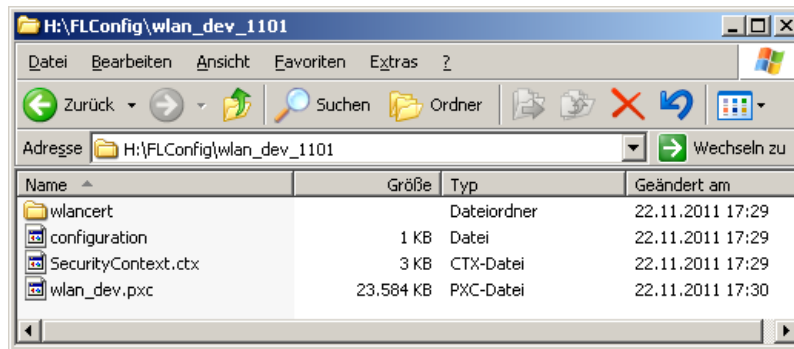 H:\FLConfig\wlan_dev_1101
Datei Bearbeiten Ansicht Favoriten Extras ?
Zurück Suchen Ordner
Adresse H:\FLConfig\wlan_dev_1101 Wechseln zu
Name Größe Typ Geändert am
wlancert Dateiordner 22.11.2011 17:29
configuration 1 KB Datei 22.11.2011 17:29
SecurityContext.ctx 3 KB CTX-Datei 22.11.2011 17:29
wlan_dev.pxc 23.584 KB PXC-Datei 22.11.2011 17:30